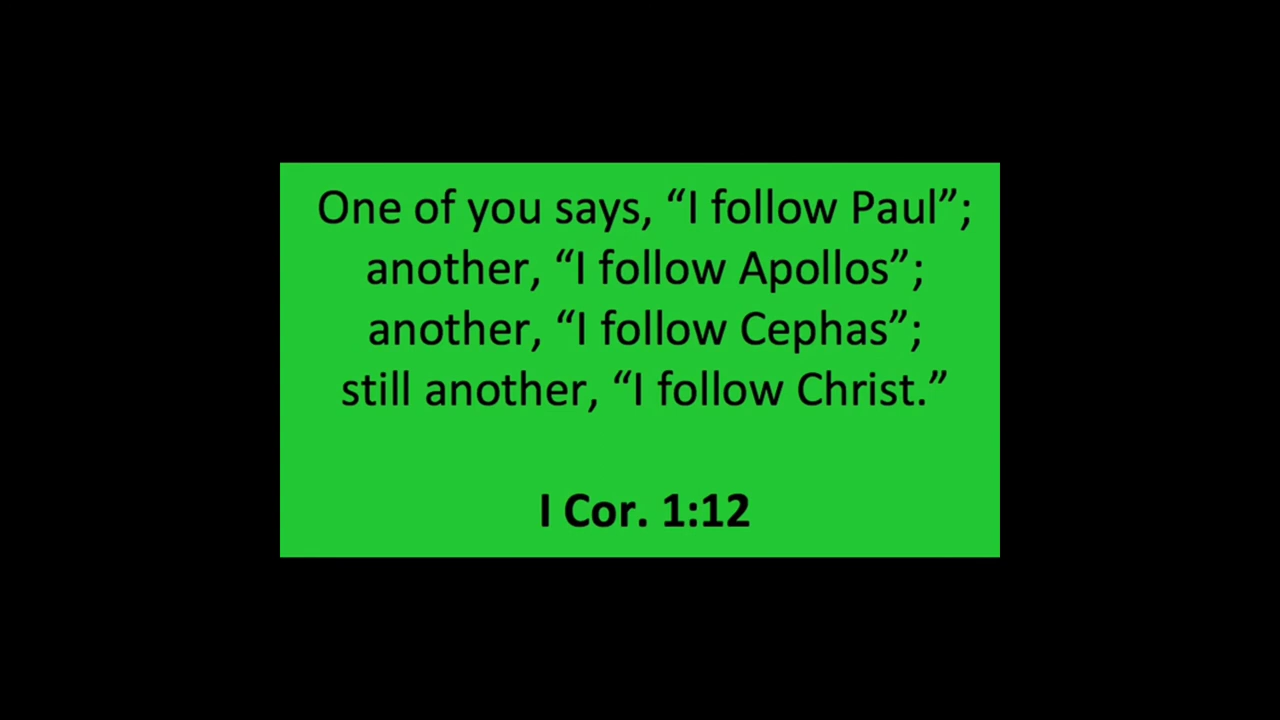 One of you says, “I follow Paul”;
another, “I follow Apollos”;
another, “I follow Cephas”;
still another, “I follow Christ.”
I Cor. 1:12